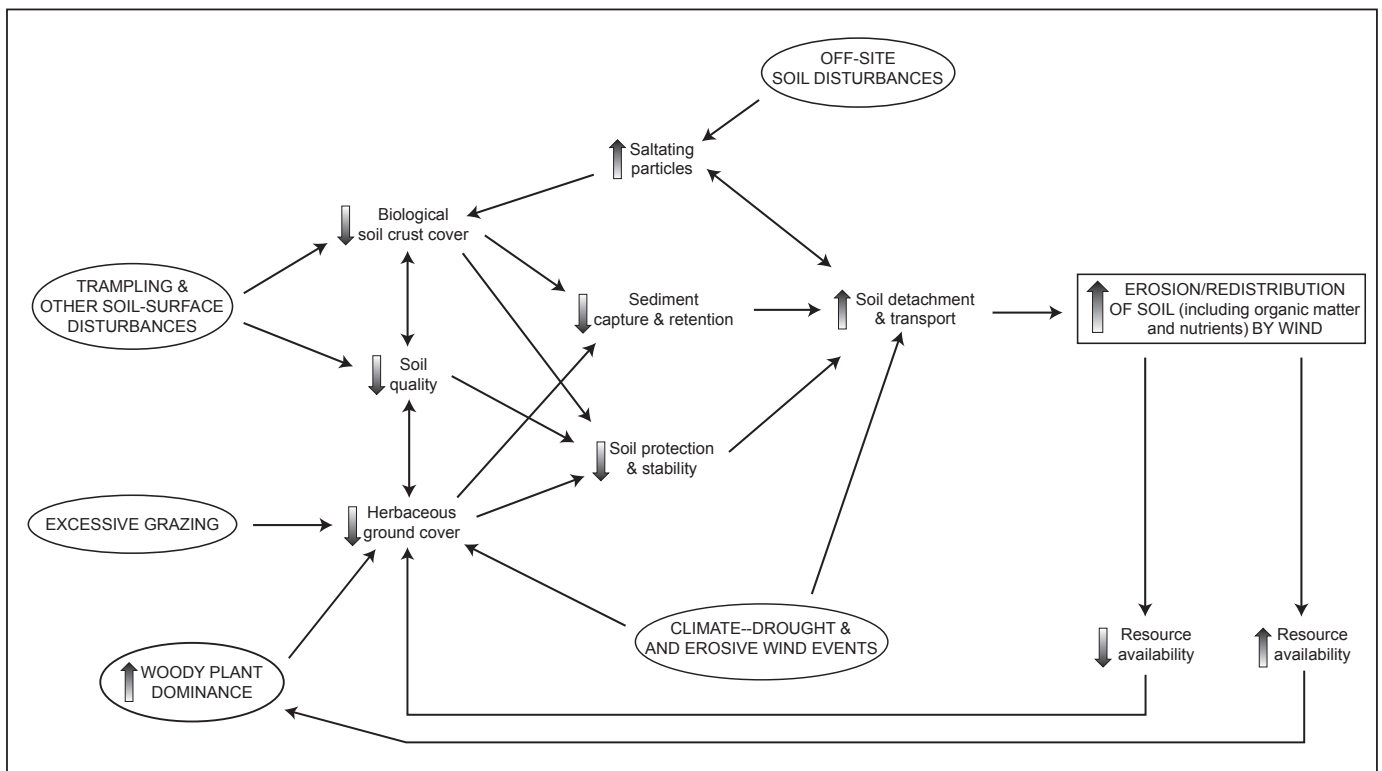 OFF-SITE
SOIL DISTURBANCES
Saltating
particles
Biological
soil crust cover
TRAMPLING &
OTHER SOIL-SURFACE
DISTURBANCES
Sediment
capture & retention
Soil detachment
& transport
EROSION/REDISTRIBUTION
OF SOIL (including organic matter
and nutrients) BY WIND
Soil
quality
Soil protection
& stability
EXCESSIVE GRAZING
Herbaceous
ground cover
CLIMATE--DROUGHT &
AND EROSIVE WIND EVENTS
Resource
availability
Resource
availability
WOODY PLANT
DOMINANCE